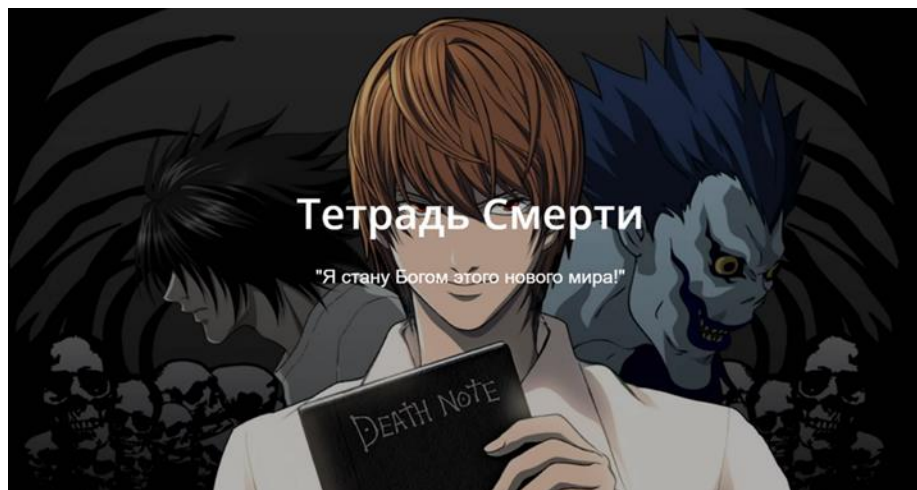 Тетрадь Смерти
"Я стану Богом этого нового мира!"
DEATH NOTE